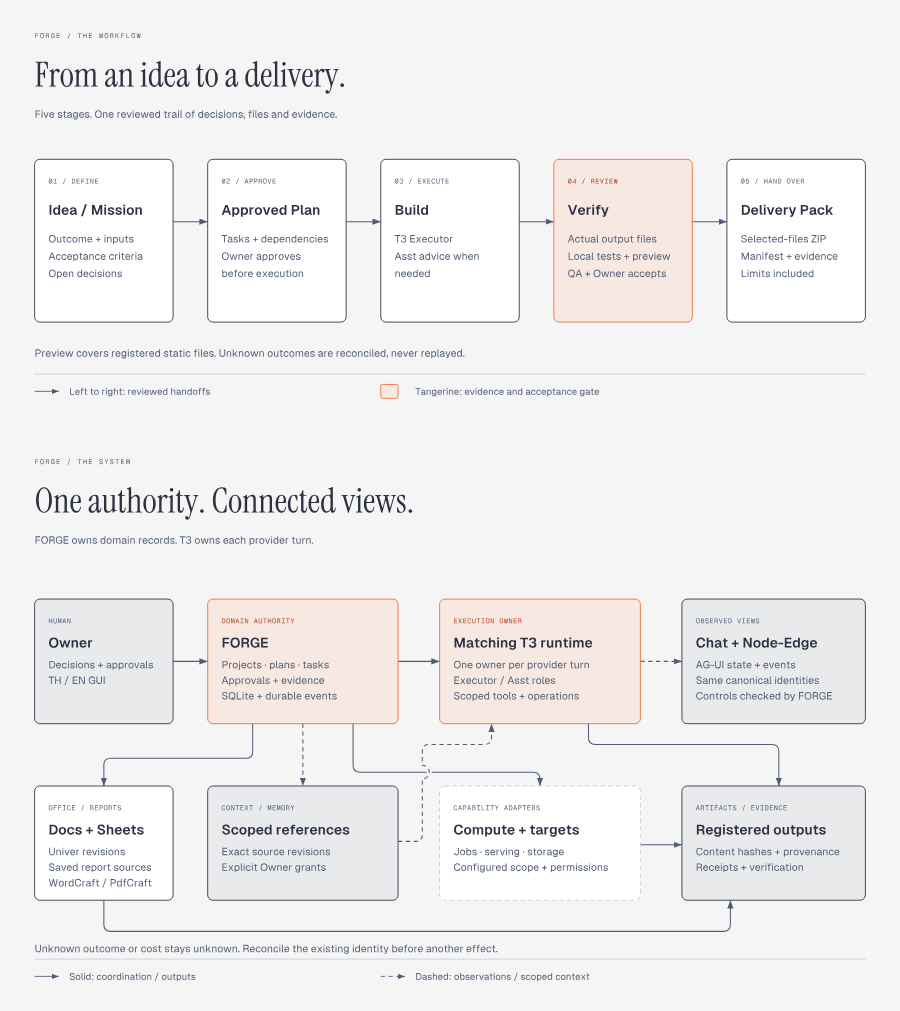 FORGE / THE WORKFLOW
From an idea to a delivery.
Five stages. One reviewed trail of decisions, files and evidence.
01 / DEFINE
Idea / Mission
Outcome + inputs
Acceptance criteria
Open decisions
02 / APPROVE
Approved Plan
Tasks + dependencies
Owner approves
before execution
03 / EXECUTE
Build
T3 Executor
Asst advice when
needed
04 / REVIEW
Verify
Actual output files
Local tests + preview
QA + Owner accepts
05 / HAND OVER
Delivery Pack
Selected-files ZIP
Manifest + evidence
Limits included
Preview covers registered static files. Unknown outcomes are reconciled, never replayed.
Left to right: reviewed handoffs
Tangerine: evidence and acceptance gate
FORGE / THE SYSTEM
One authority. Connected views.
FORGE owns domain records. T3 owns each provider turn.
HUMAN
Owner
Decisions + approvals
TH / EN GUI
DOMAIN AUTHORITY
FORGE
Projects · plans · tasks
Approvals + evidence
SQLite + durable events
EXECUTION OWNER
Matching T3 runtime
One owner per provider turn
Executor / Asst roles
Scoped tools + operations
OBSERVED VIEWS
Chat + Node-Edge
AG-UI state + events
Same canonical identities
Controls checked by FORGE
OFFICE / REPORTS
Docs + Sheets
Univer revisions
Saved report sources
WordCraft / PdfCraft
CONTEXT / MEMORY
Scoped references
Exact source revisions
Explicit Owner grants
CAPABILITY ADAPTERS
Compute + targets
Jobs · serving · storage
Configured scope + permissions
ARTIFACTS / EVIDENCE
Registered outputs
Content hashes + provenance
Receipts + verification
Unknown outcome or cost stays unknown. Reconcile the existing identity before another effect.
Solid: coordination / outputs
Dashed: observations / scoped context